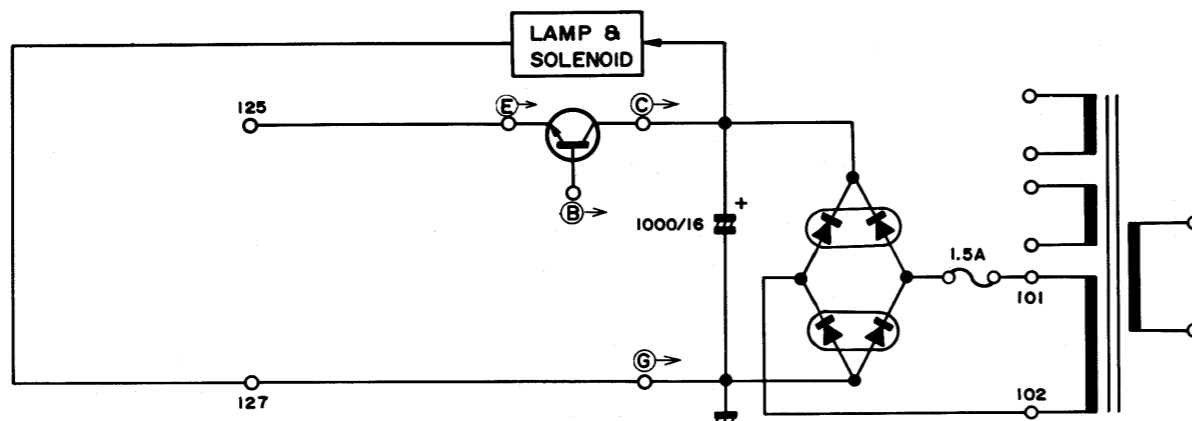 LAMP &
SOLENOID
125
E
C
B
+
1000/16
1.5A
101
G
127
102